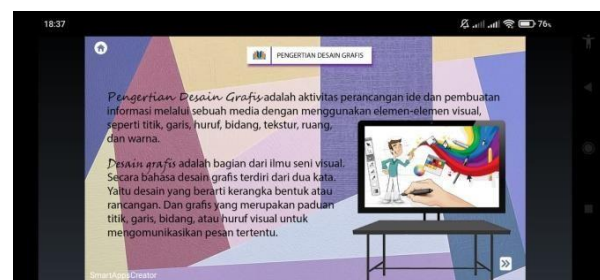 18:37
76%
PENGERTIAN DESAIN GRAFIS
Pengertian Desain Grafis adalah aktivitas perancangan ide dan pembuatan
informasi melalui sebuah media dengan menggunakan elemen-elemen visual,
seperti titik, garis, huruf, bidang, tekstur, ruang,
dan warna.
Desain grafis adalah bagian dari ilmu seni visual.
Secara bahasa desain grafis terdiri dari dua kata.
Yaitu desain yang berarti kerangka bentuk atau
rancangan. Dan grafis yang merupakan paduan
titik, garis, bidang, atau huruf visual untuk
mengomunikasikan pesan tertentu.
SmartAppsCreator